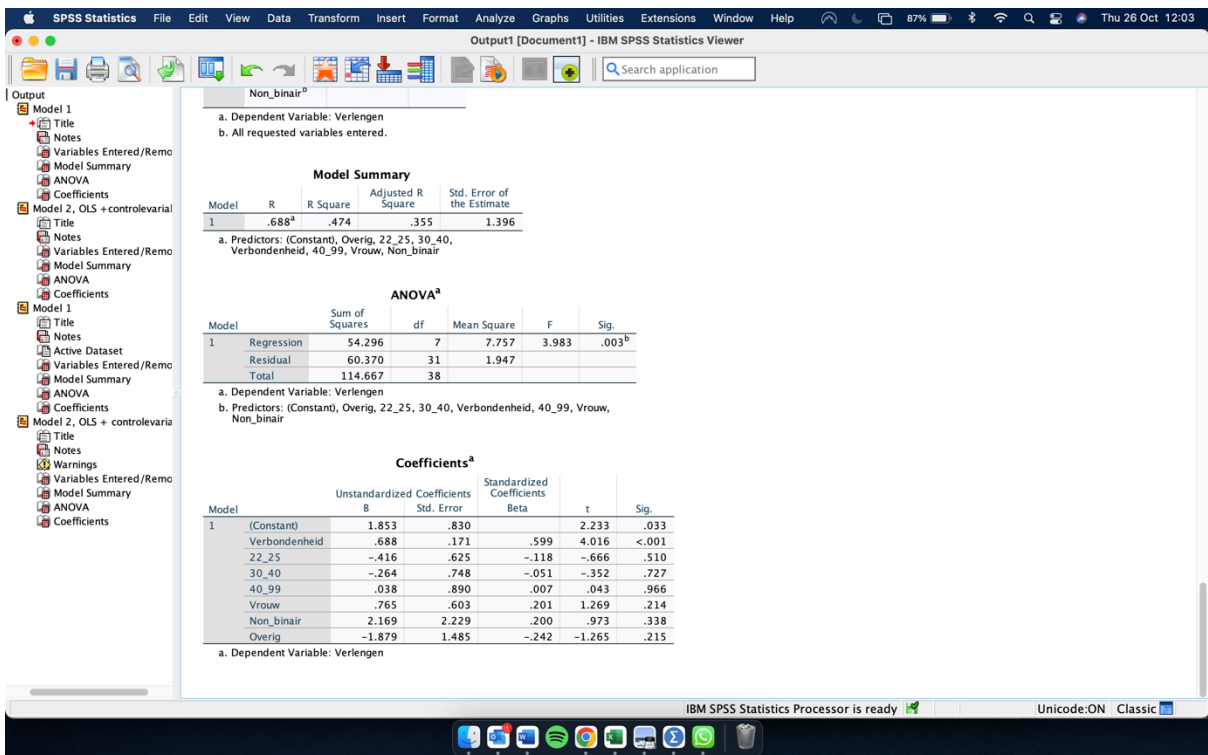 SPSS Statistics File Edit View Data Transform Insert Format Analyze Graphs Utilities Extensions Window Help 87% Thu 26 Oct 12:03
Output1 [Document1] - IBM SPSS Statistics Viewer
Search application
Output
Model 1
Title
Notes
Variables Entered/Remo
Model Summary
ANOVA
Coefficients
Model 2, OLS +controlevarial
Title
Notes
Variables Entered/Remo
Model Summary
ANOVA
Coefficients
Model 1
Title
Notes
Active Dataset
Variables Entered/Remo
Model Summary
ANOVA
Coefficients
Model 2, OLS + controlevaria
Title
Notes
Warnings
Variables Entered/Remo
Model Summary
ANOVA
Coefficients
Non_binair b
a. Dependent Variable: Verlengen
b. All requested variables entered.
Model Summary
Model R R Square Adjusted R Square Std. Error of the Estimate
1 .688a .474 .355 1.396
a. Predictors: (Constant), Overig, 22_25, 30_40,
Verbondenheid, 40_99, Vrouw, Non_binair
ANOVAa
Model Sum of Squares df Mean Square F Sig.
1 Regression 54.296 7 7.757 3.983 .003b
Residual 60.370 31 1.947
Total 114.667 38
a. Dependent Variable: Verlengen
b. Predictors: (Constant), Overig, 22_25, 30_40, Verbondenheid, 40_99, Vrouw,
Non_binair
Coefficientsa
Unstandardized Coefficients Standardized Coefficients
Model B Std. Error Beta t Sig.
1 (Constant) 1.853 .830 2.233 .033
Verbondenheid .688 .171 .599 4.016 <.001
22_25 -.416 .625 -.118 -.666 .510
30_40 -.264 .748 -.051 -.352 .727
40_99 .038 .890 .007 .043 .966
Vrouw .765 .603 .201 1.269 .214
Non_binair 2.169 2.229 .200 .973 .338
Overig -1.879 1.485 -.242 -1.265 .215
a. Dependent Variable: Verlengen
IBM SPSS Statistics Processor is ready Unicode:ON Classic